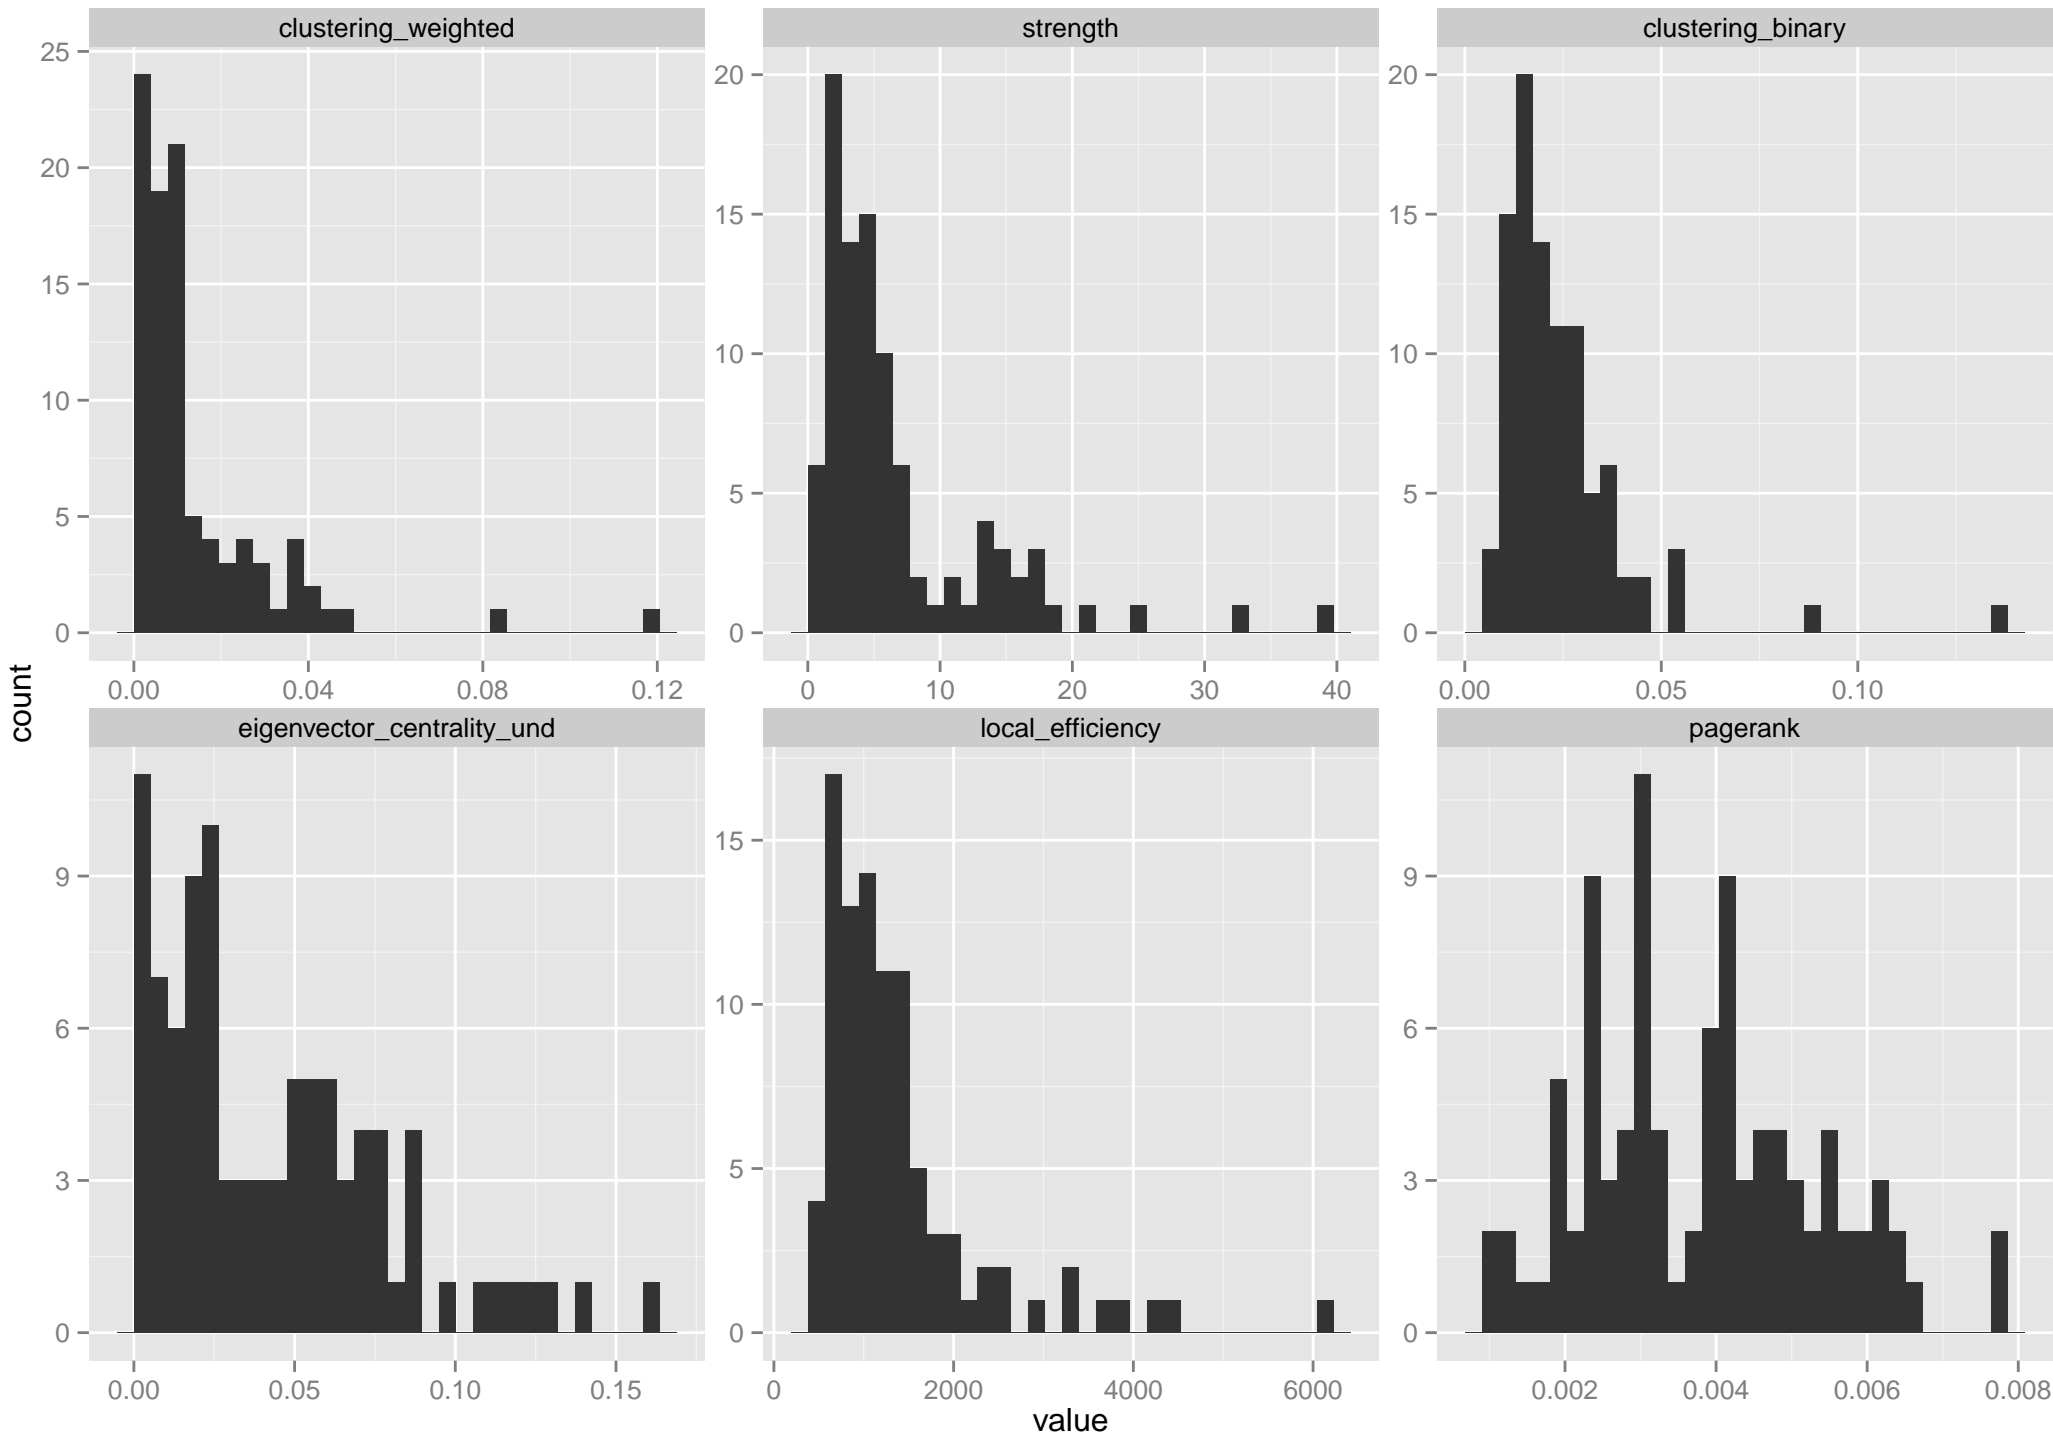 clustering_weighted
strength
clustering_binary
25
20
15
10
5
0
20
15
10
5
0
20
15
10
5
0
0.00 0.04 0.08 0.12
0 10 20 30 40
0.00 0.05 0.10
count
eigenvector_centrality_und
local_efficiency
pagerank
9
6
3
0
15
10
5
0
9
6
3
0
0.00 0.05 0.10 0.15
0 2000 4000 6000
0.002 0.004 0.006 0.008
value